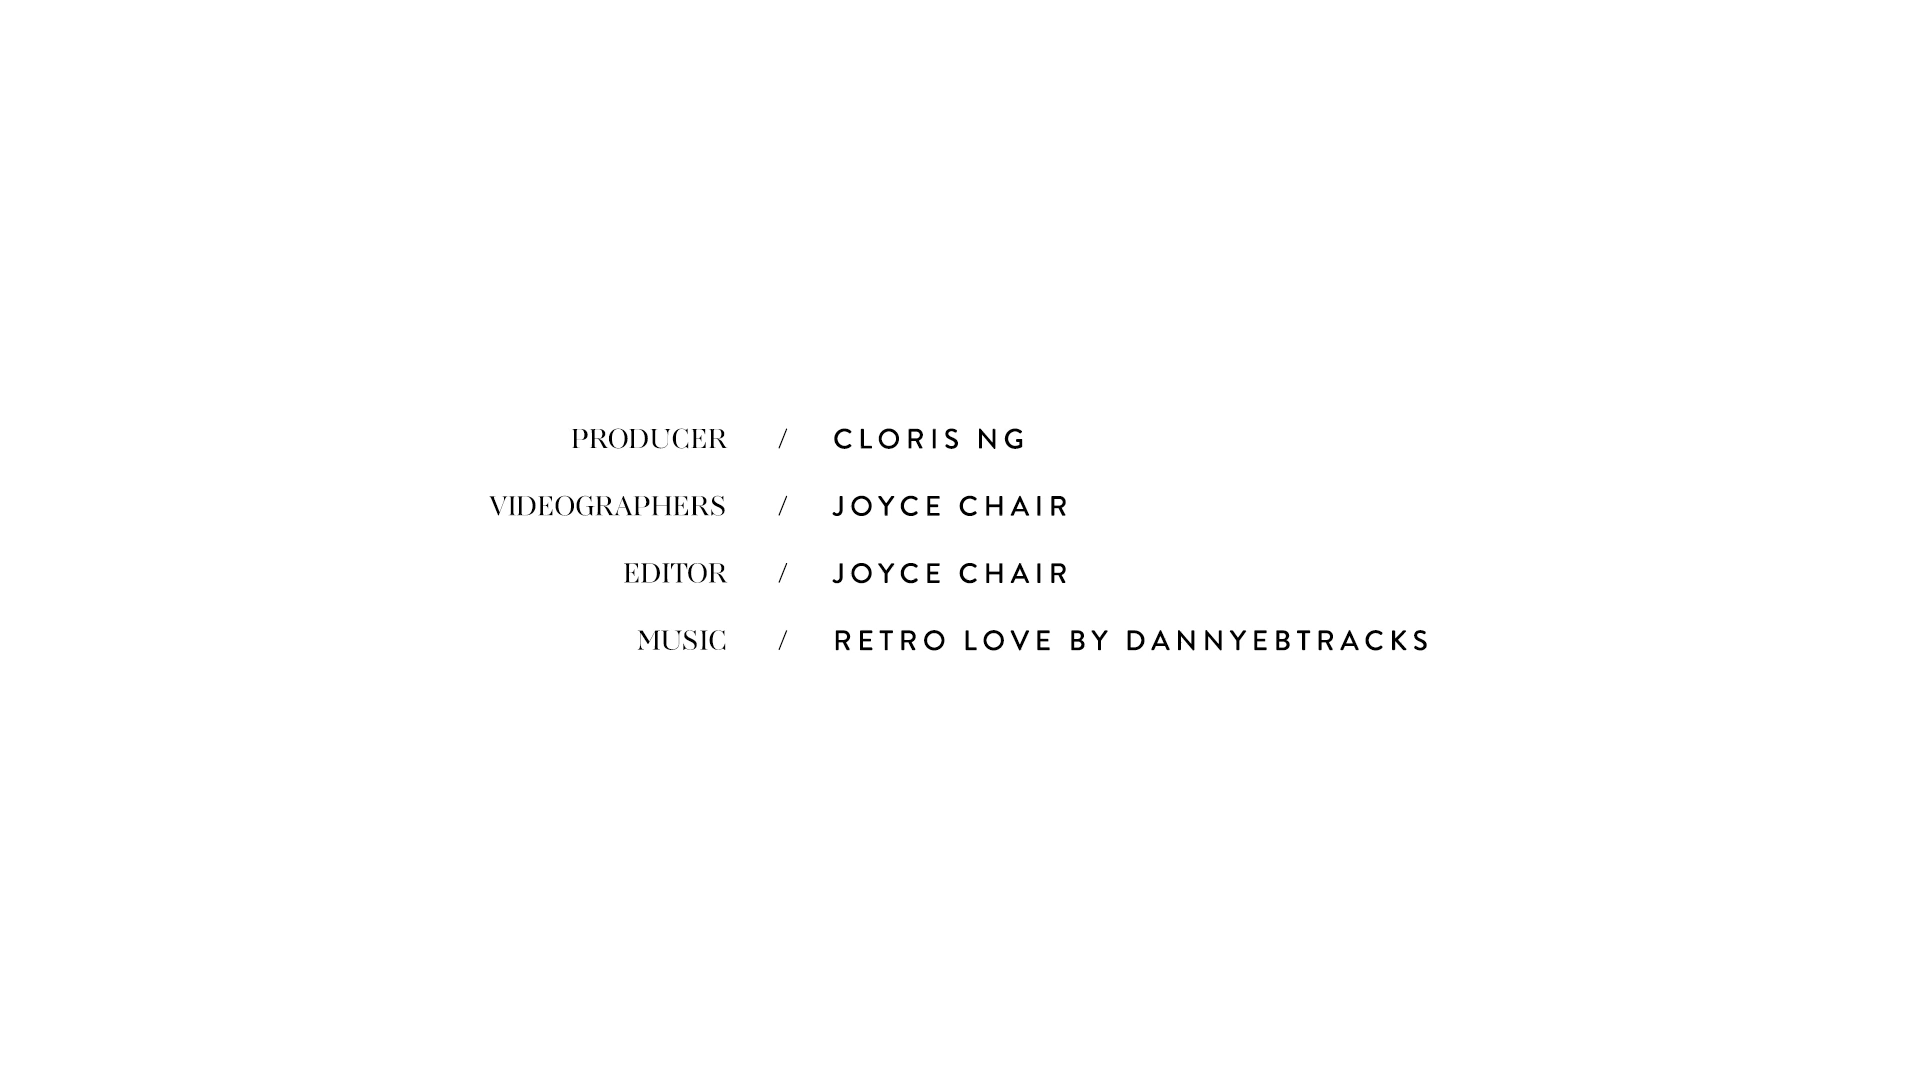 PRODUCER / CLORIS NG
VIDEOGRAPHERS / JOYCE CHAIR
EDITOR / JOYCE CHAIR
MUSIC / RETRO LOVE BY DANNYEBTRACKS